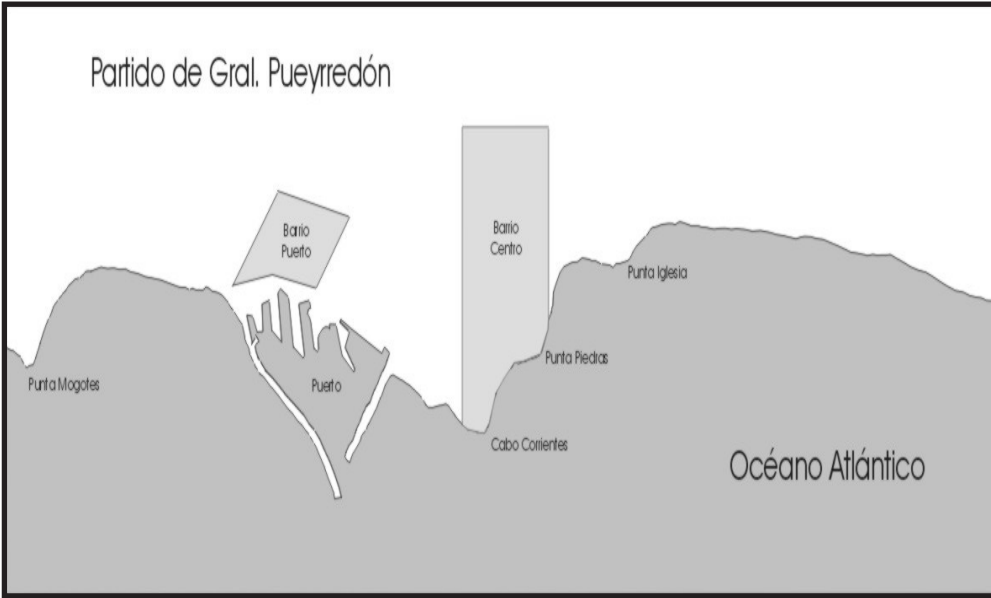 Partido de Gral. Pueyrredón
Barrio
Puerto
Barrio
Centro
Punta Iglesia
Punta Piedras
Punta Mogotes
Puerto
Cabo Corrientes
Océano Atlántico